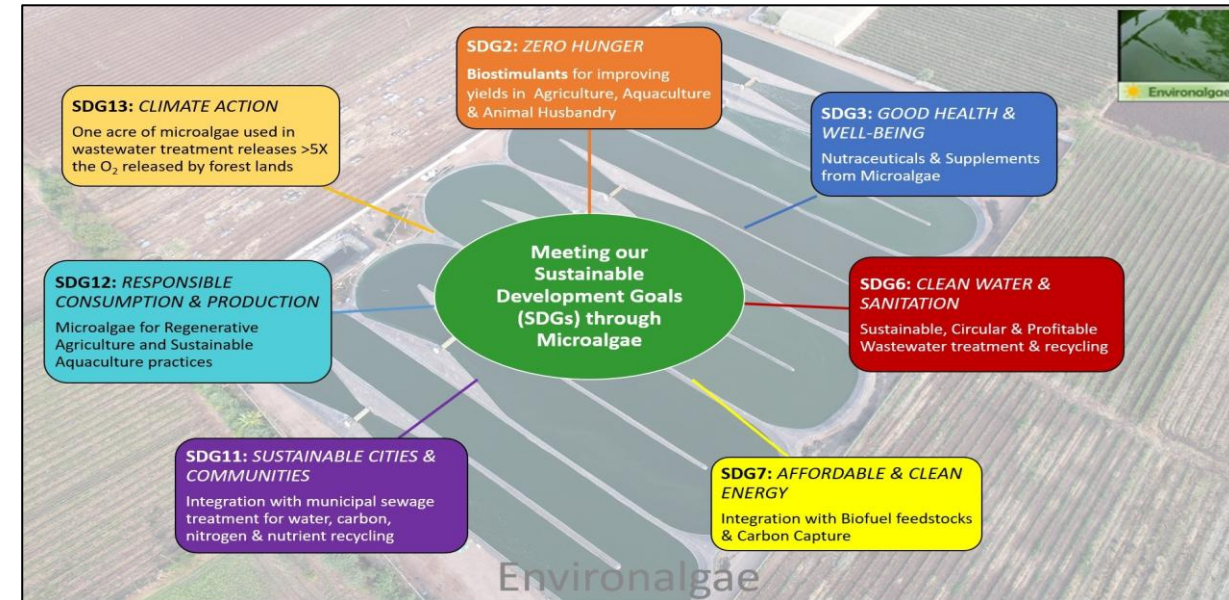 SDG2: ZERO HUNGER
Biostimulants for improving
yields in Agriculture, Aquaculture
& Animal Husbandry
Environalgae
SDG13: CLIMATE ACTION
One acre of microalgae used in
wastewater treatment releases >5X
the O₂ released by forest lands
SDG3: GOOD HEALTH &
WELL-BEING
Nutraceuticals & Supplements
from Microalgae
Meeting our
Sustainable
Development Goals
(SDGs) through
Microalgae
SDG12: RESPONSIBLE
CONSUMPTION & PRODUCTION
Microalgae for Regenerative
Agriculture and Sustainable
Aquaculture practices
SDG6: CLEAN WATER &
SANITATION
Sustainable, Circular & Profitable
Wastewater treatment & recycling
SDG11: SUSTAINABLE CITIES &
COMMUNITIES
Integration with municipal sewage
treatment for water, carbon,
nitrogen & nutrient recycling
SDG7: AFFORDABLE & CLEAN
ENERGY
Integration with Biofuel feedstocks
& Carbon Capture
Environalgae